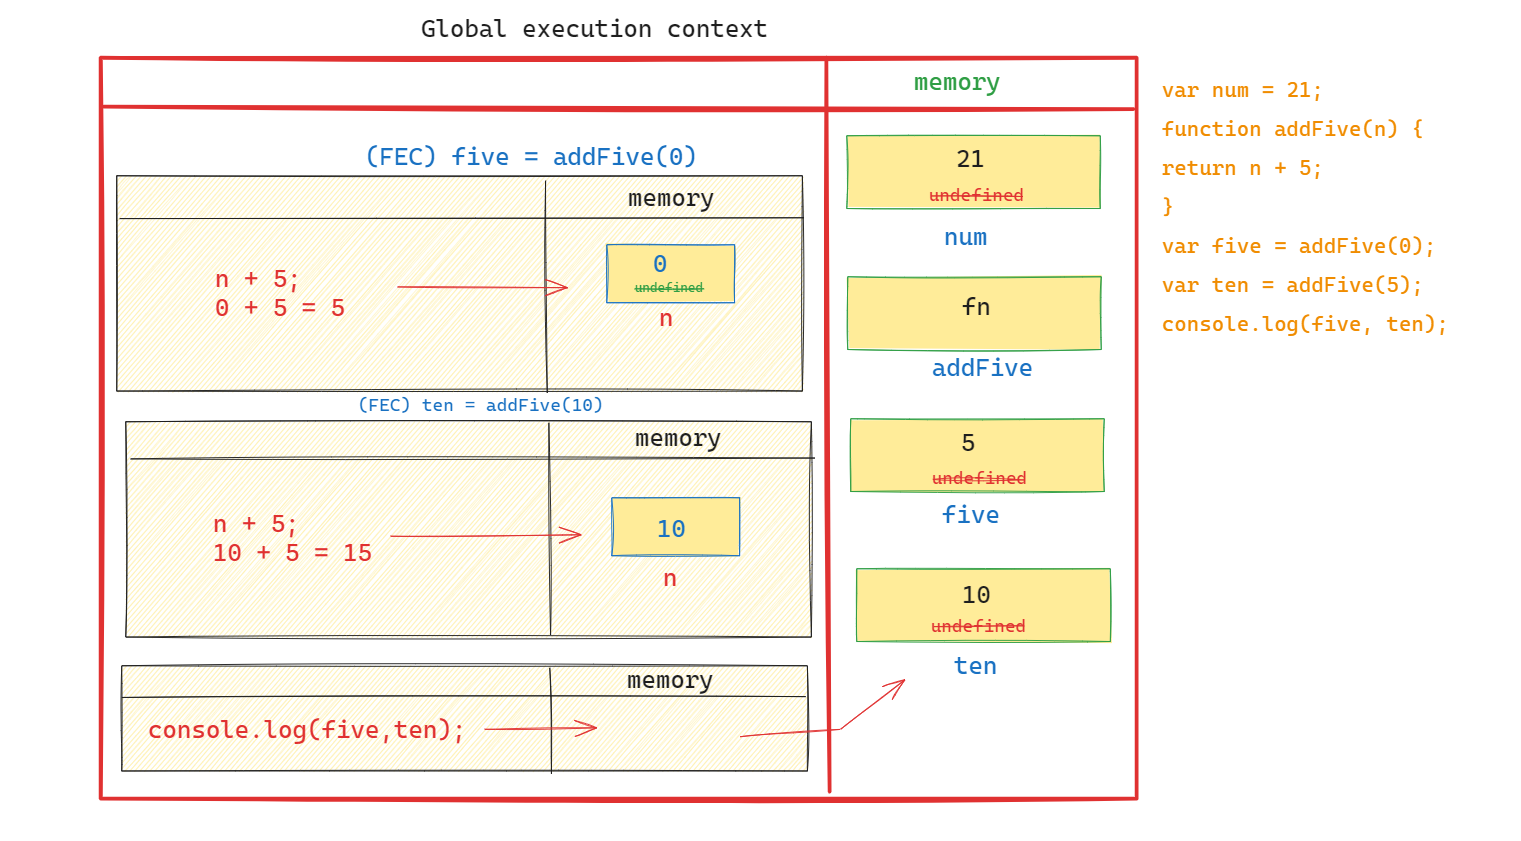 Global execution context
memory
(FEC) five = addFive(0)
memory
n + 5;
0 + 5 = 5
0
undefined
n
(FEC) ten = addFive(10)
memory
n + 5;
10 + 5 = 15
10
n
memory
console.log(five,ten);
21
undefined
num
fn
addFive
5
undefined
five
10
undefined
ten
var num = 21;
function addFive(n) {
return n + 5;
}
var five = addFive(0);
var ten = addFive(5);
console.log(five, ten);